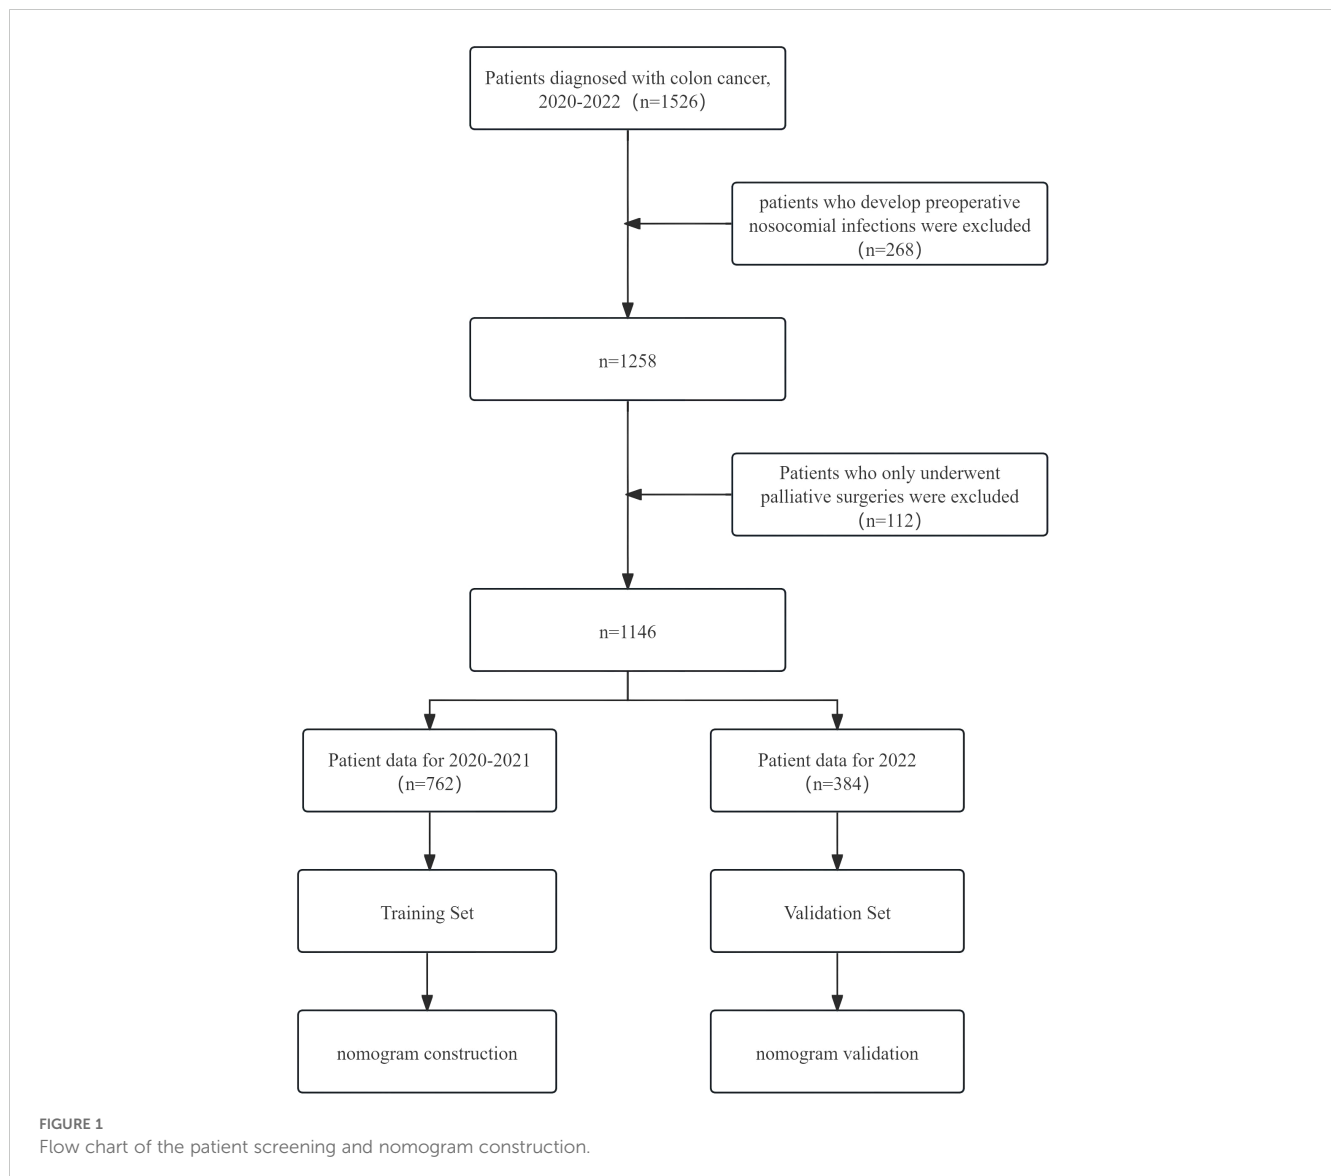 Patients diagnosed with colon cancer,
2020-2022（n=1526）
patients who develop preoperative
nosocomial infections were excluded
（n=268）
n=1258
Patients who only underwent
palliative surgeries were excluded
（n=112）
n=1146
Patient data for 2020-2021
（n=762）
Patient data for 2022
（n=384）
Training Set
Validation Set
nomogram construction
nomogram validation
FIGURE 1
Flow chart of the patient screening and nomogram construction.